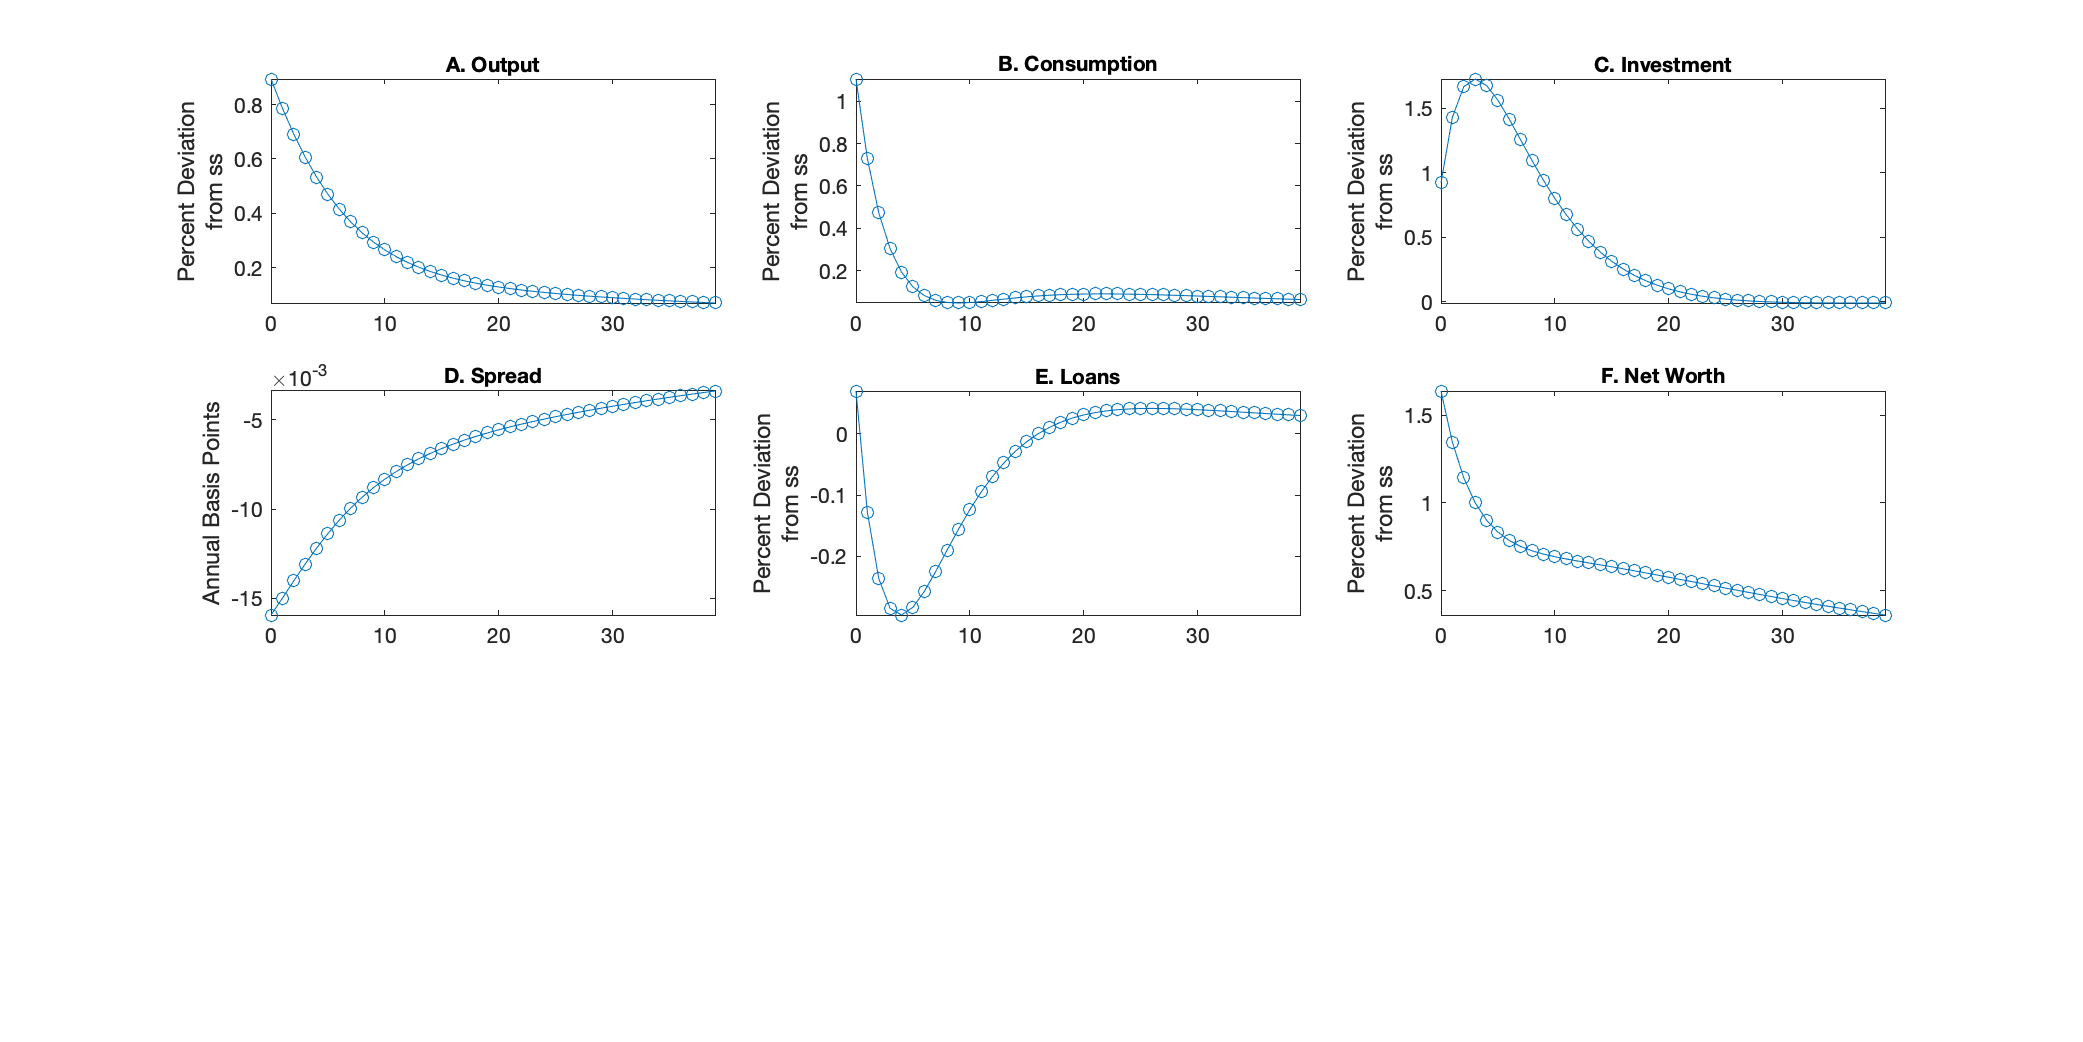 A. Output
Percent Deviation
from ss
0.8
0.6
0.4
0.2
0 10 20 30
B. Consumption
Percent Deviation
from ss
1
0.8
0.6
0.4
0.2
0 10 20 30
C. Investment
Percent Deviation
from ss
1.5
1
0.5
0
0 10 20 30
D. Spread
×10-3
Annual Basis Points
-5
-10
-15
0 10 20 30
E. Loans
Percent Deviation
from ss
0
-0.1
-0.2
0 10 20 30
F. Net Worth
Percent Deviation
from ss
1.5
1
0.5
0 10 20 30